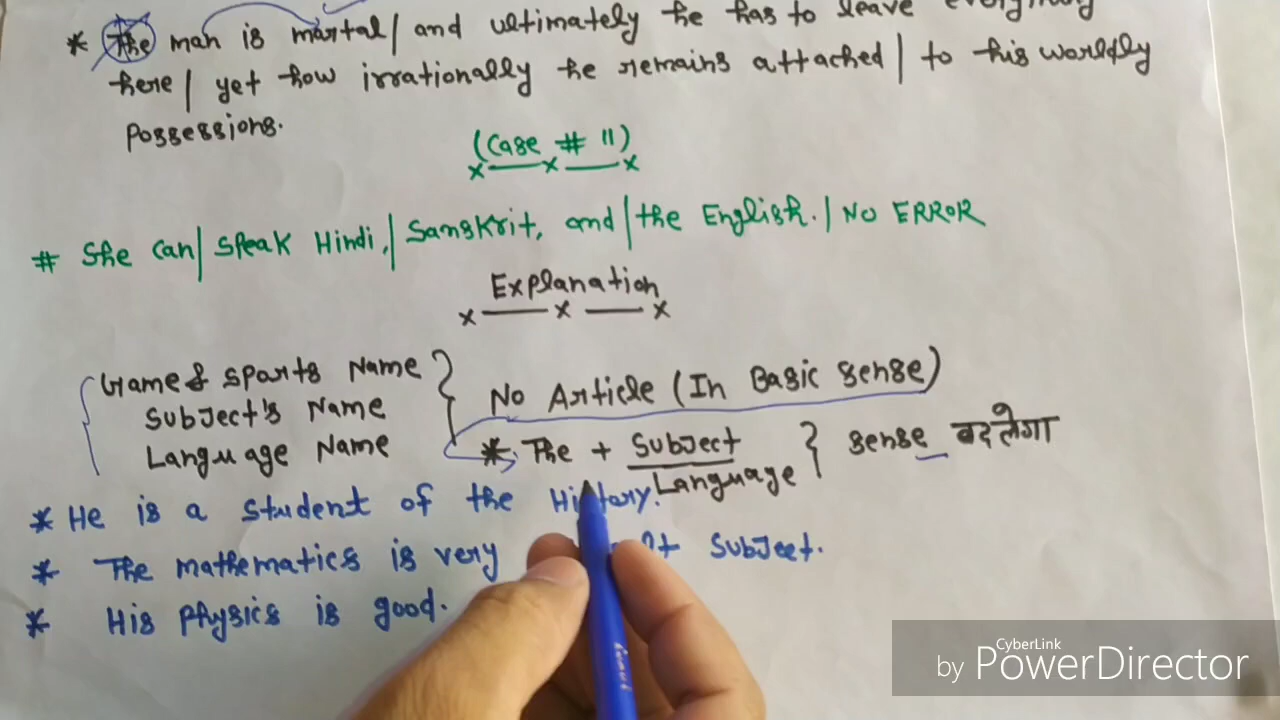 * The man is mortal/ and ultimately he has to leave everything
here/ yet how irrationally he remains attached/ to his worldly
possessions.
(Case # 11)
# She can/ speak Hindi,/ Sanskrit, and/ the English./ NO ERROR
Explanation
Game & sports Name
Subject's Name
Language Name
No Article (In Basic sense)
* The + Subject
Language
sense बदलेगा
* He is a student of the History.
* The mathematics is very subject.
* His physics is good.
CyberLink
by PowerDirector